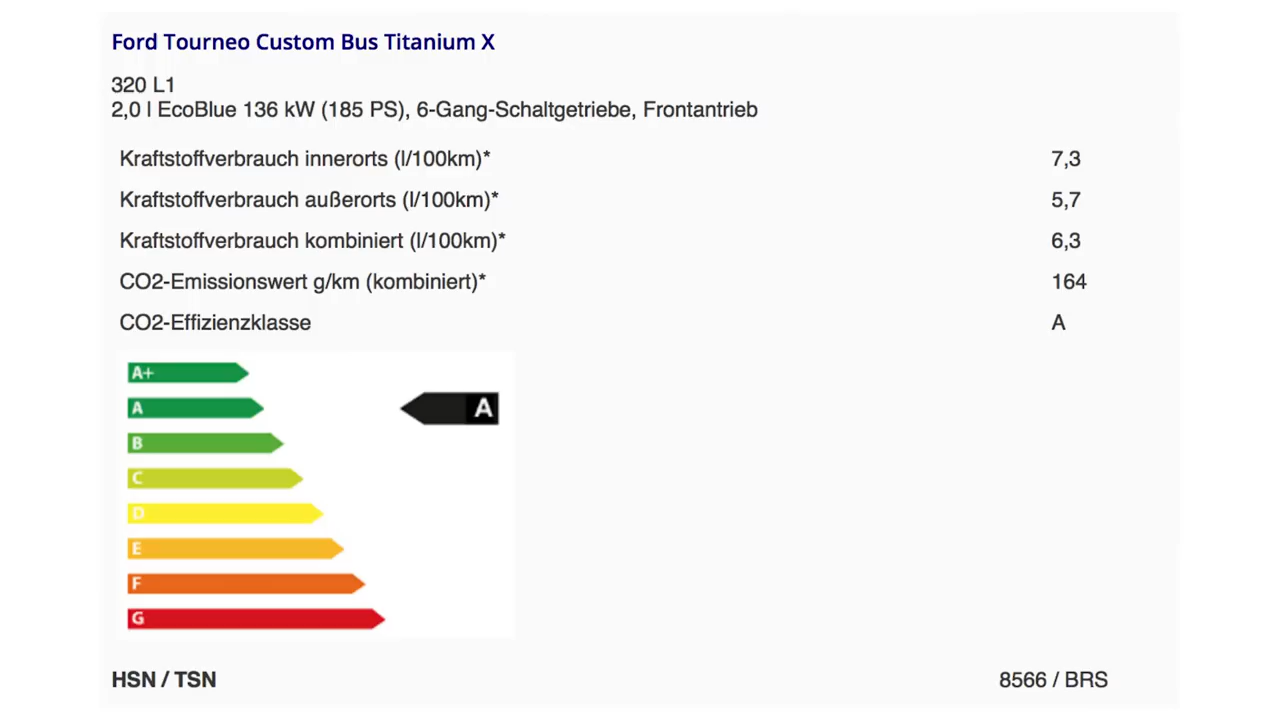 Ford Tourneo Custom Bus Titanium X
320 L1
2,0 l EcoBlue 136 kW (185 PS), 6-Gang-Schaltgetriebe, Frontantrieb
Kraftstoffverbrauch innerorts (l/100km)* 7,3
Kraftstoffverbrauch außerorts (l/100km)* 5,7
Kraftstoffverbrauch kombiniert (l/100km)* 6,3
CO2-Emissionswert g/km (kombiniert)* 164
CO2-Effizienzklasse A
A+
A A
B
C
D
E
F
G
HSN / TSN 8566 / BRS